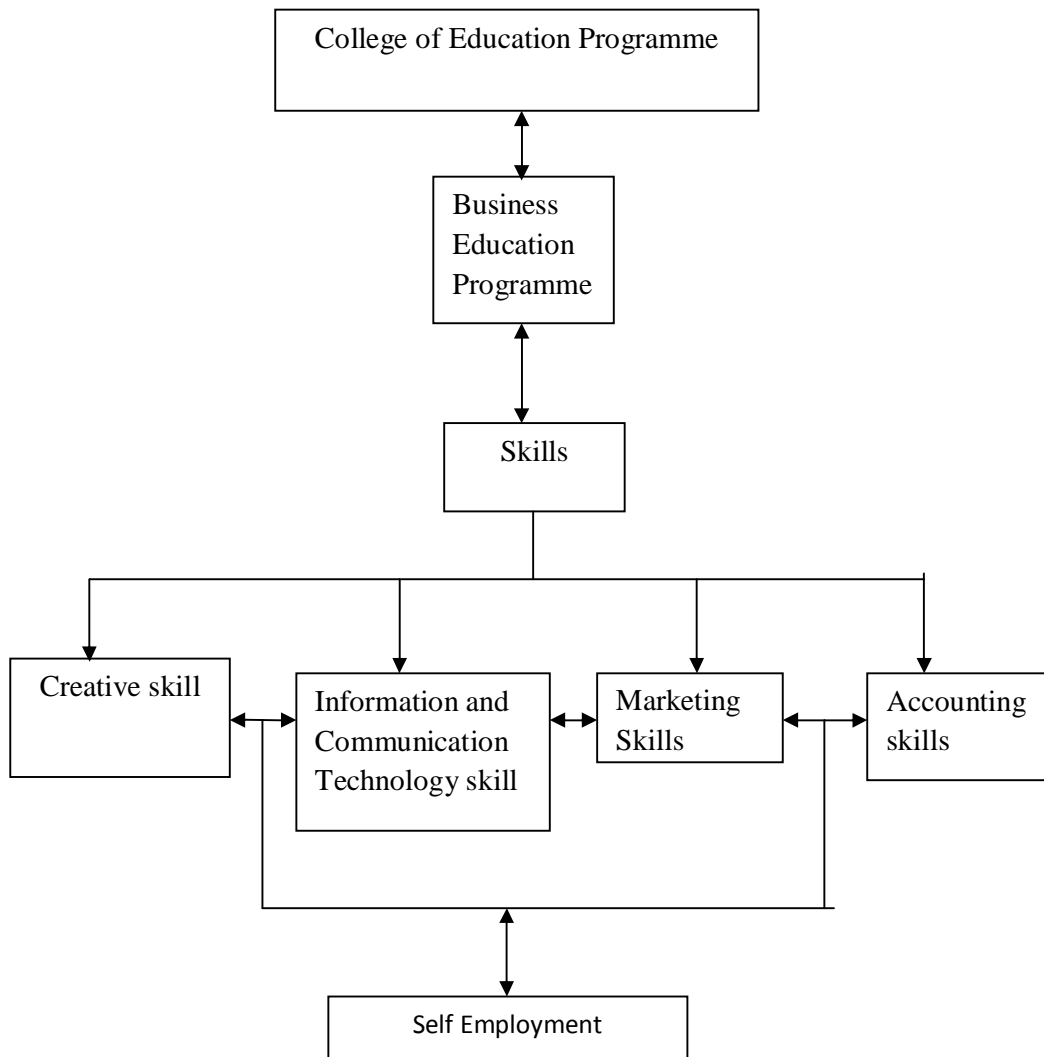 College of Education Programme
Business
Education
Programme
Skills
Creative skill
Information and
Communication
Technology skill
Marketing
Skills
Accounting
skills
Self Employment